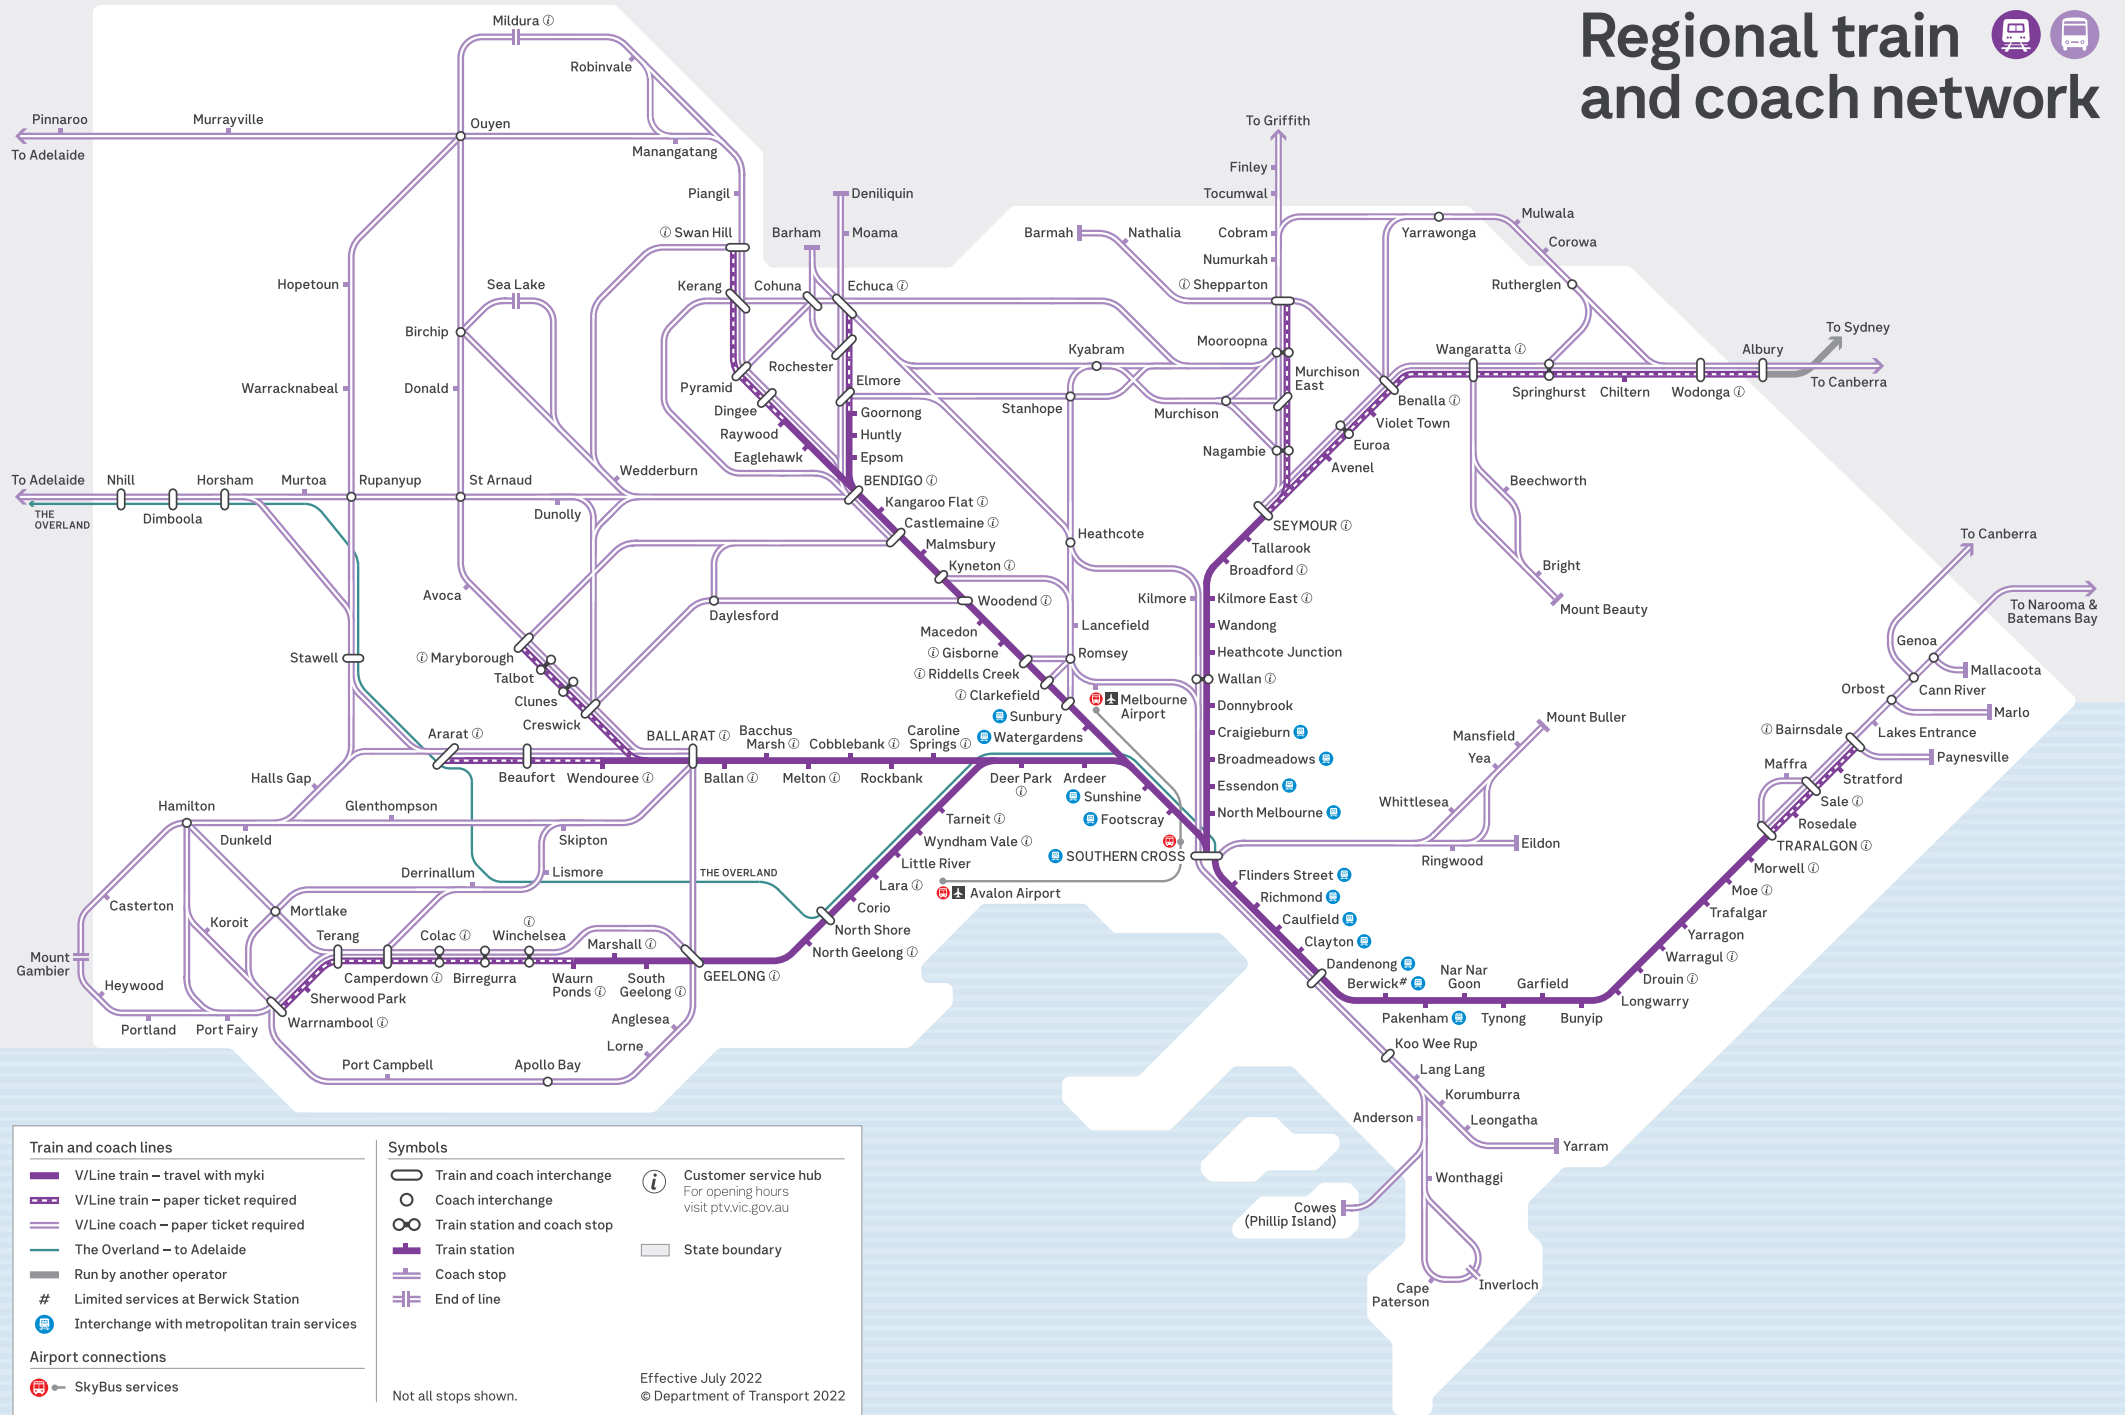 Regional train
and coach network
Mildura
Robinvale
Pinnaroo
Murrayville
Ouyen
To Adelaide
Manangatang
Piangil
Deniliquin
Swan Hill
Barham
Moama
To Griffith
Finley
Tocumwal
Cobram
Numurkah
Shepparton
Barmah
Nathalia
Yarrawonga
Mulwala
Corowa
Rutherglen
Hopetoun
Sea Lake
Kerang
Cohuna
Echuca
Birchip
Rochester
Mooroopna
Kyabram
Murchison
East
Wangaratta
Albury
To Sydney
To Canberra
Warracknabeal
Donald
Pyramid
Elmore
Dingee
Goornong
Raywood
Huntly
Eaglehawk
Epsom
Stanhope
Murchison
Benalla
Springhurst
Chiltern
Wodonga
Violet Town
Euroa
Nagambie
Avenel
To Adelaide
THE
OVERLAND
Nhill
Dimboola
Horsham
Murtoa
Rupanyup
St Arnaud
Dunolly
Wedderburn
BENDIGO
Kangaroo Flat
Castlemaine
Malmsbury
Kyneton
Woodend
Heathcote
SEYMOUR
Tallarook
Broadford
Beechworth
Bright
Mount Beauty
To Canberra
To Narooma &
Batemans Bay
Avoca
Daylesford
Macedon
Gisborne
Riddells Creek
Clarkefield
Sunbury
Watergardens
Lancefield
Romsey
Kilmore
Kilmore East
Wandong
Heathcote Junction
Wallan
Donnybrook
Craigieburn
Broadmeadows
Essendon
North Melbourne
Melbourne
Airport
Stawell
Maryborough
Talbot
Clunes
Creswick
Genoa
Mallacoota
Cann River
Orbost
Marlo
Lakes Entrance
Bairnsdale
Paynesville
Stratford
Maffra
Sale
Rosedale
TRARALGON
Morwell
Moe
Trafalgar
Yarragon
Warragul
Drouin
Longwarry
Mount Buller
Mansfield
Yea
Whittlesea
Ringwood
Eildon
Ararat
Beaufort
Wendouree
BALLARAT
Ballan
Bacchus
Marsh
Melton
Cobblebank
Rockbank
Caroline
Springs
Deer Park
Ardeer
Sunshine
Footscray
SOUTHERN CROSS
Halls Gap
Hamilton
Dunkeld
Glenthompson
Skipton
Derrinallum
Lismore
THE OVERLAND
Tarneit
Wyndham Vale
Little River
Lara
Corio
North Shore
North Geelong
Avalon Airport
Flinders Street
Richmond
Caulfield
Clayton
Dandenong
Berwick#
Pakenham
Nar Nar
Goon
Tynong
Garfield
Bunyip
Casterton
Mount
Gambier
Heywood
Portland
Port Fairy
Koroit
Mortlake
Terang
Camperdown
Colac
Birregurra
Winchelsea
Sherwood Park
Warrnambool
Waurn
Ponds
Marshall
South
Geelong
GEELONG
Anglesea
Lorne
Port Campbell
Apollo Bay
Koo Wee Rup
Lang Lang
Korumburra
Leongatha
Yarram
Anderson
Wonthaggi
Cowes
(Phillip Island)
Cape
Paterson
Inverloch
Train and coach lines
V/Line train – travel with myki
V/Line train – paper ticket required
V/Line coach – paper ticket required
The Overland – to Adelaide
Run by another operator
# Limited services at Berwick Station
Interchange with metropolitan train services
Airport connections
SkyBus services
Symbols
Train and coach interchange
Coach interchange
Train station and coach stop
Train station
Coach stop
End of line
Customer service hub
For opening hours
visit ptv.vic.gov.au
State boundary
Not all stops shown.
Effective July 2022
© Department of Transport 2022